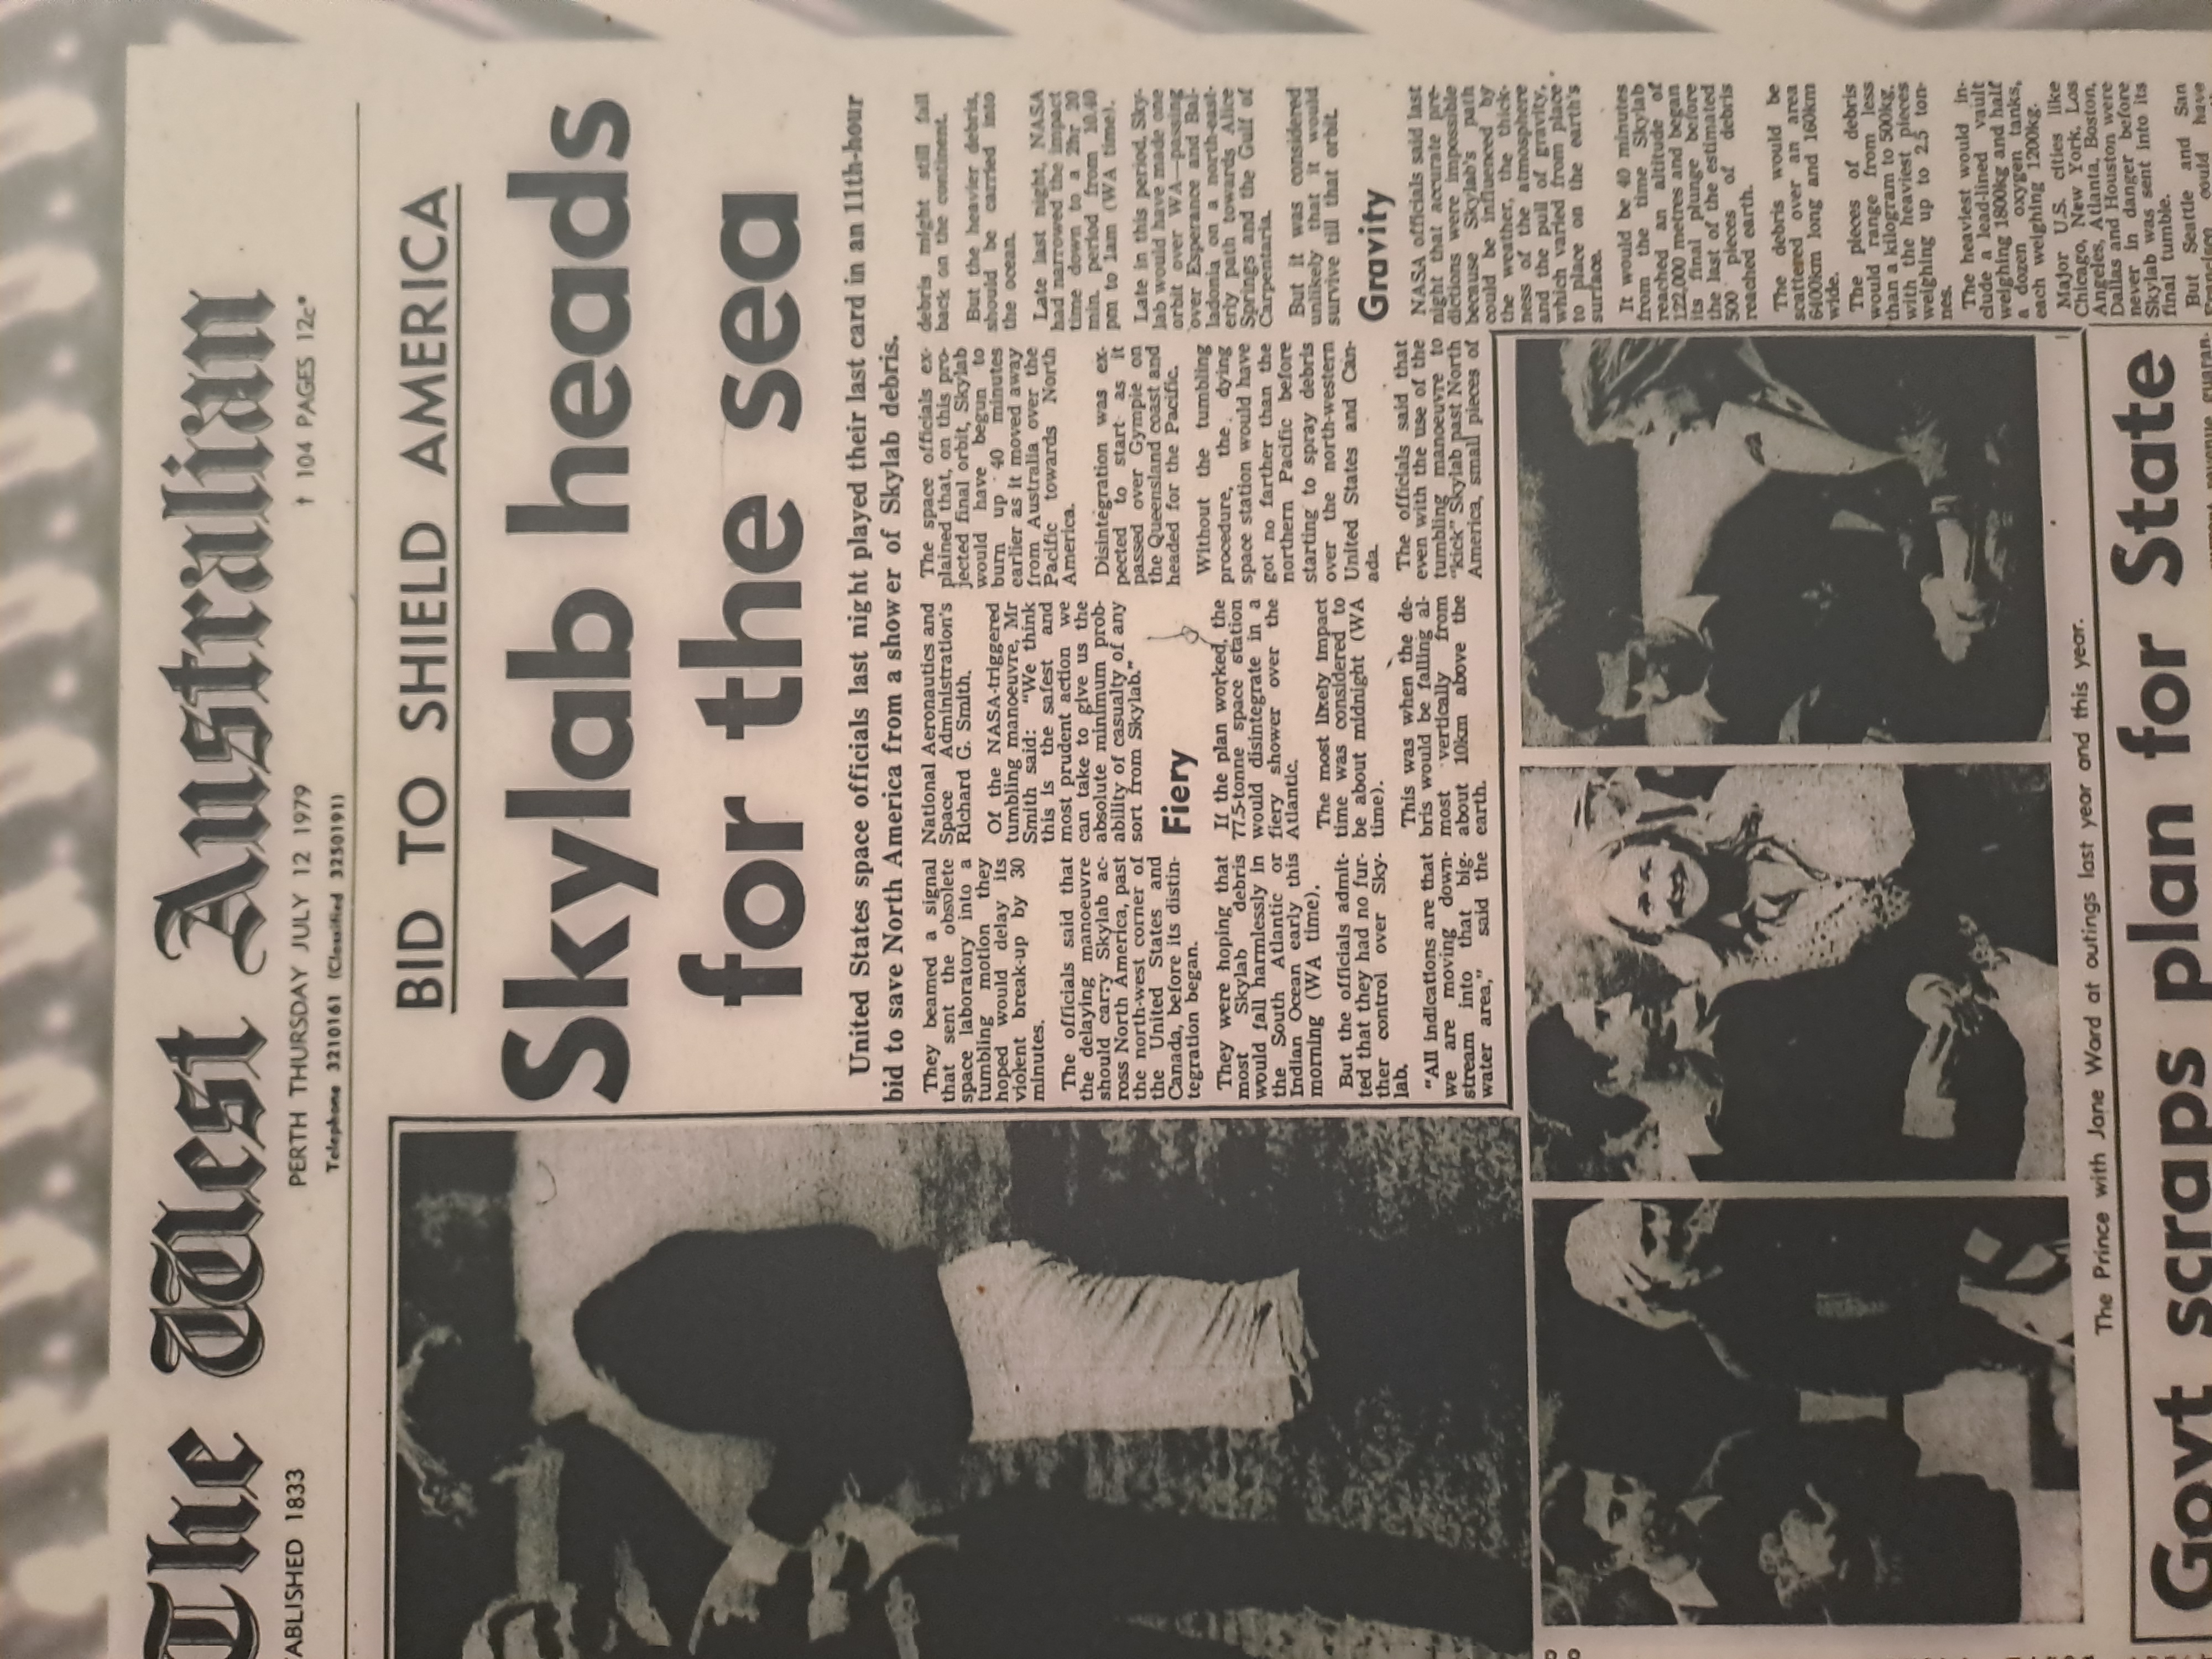 The West Australian
ESTABLISHED 1833
PERTH THURSDAY JULY 12 1979
† 104 PAGES 12c*
Telephone 3210161 (Classified 3250191)
BID TO SHIELD AMERICA
Skylab heads
for the sea
United States space officials last night played their last card in an 11th-hour
bid to save North America from a shower of Skylab debris.
They beamed a signal
that sent the obsolete
space laboratory into a
tumbling motion they
hoped would delay its
violent break-up by 30
minutes.
The officials said that
the delaying manoeuvre
should carry Skylab ac-
ross North America, past
the north-west corner of
the United States and
Canada, before its disin-
tegration began.
They were hoping that
most Skylab debris
would fall harmlessly in
the South Atlantic or
Indian Ocean early this
morning (WA time).
But the officials admit-
ted that they had no fur-
ther control over Sky-
lab.
"All indications are that
we are moving down-
stream into that big-
water area," said the
National Aeronautics and
Space Administration's
Richard G. Smith.
Of the NASA-triggered
tumbling manoeuvre, Mr
Smith said: "We think
this is the safest and
most prudent action we
can take to give us the
absolute minimum prob-
ability of casualty of any
sort from Skylab."
Fiery
If the plan worked, the
77.5-tonne space station
would disintegrate in a
fiery shower over the
Atlantic.
The most likely impact
time was considered to
be about midnight (WA
time).
This was when the de-
bris would be falling al-
most vertically from
about 10km above the
earth.
The space officials ex-
plained that, on this pro-
jected final orbit, Skylab
would have begun to
burn up 40 minutes
earlier as it moved away
from Australia over the
Pacific towards North
America.
Disintegration was ex-
pected to start as it
passed over Gympie on
the Queensland coast and
headed for the Pacific.
Without the tumbling
procedure, the dying
space station would have
got no farther than the
northern Pacific before
starting to spray debris
over the north-western
United States and Can-
ada.
The officials said that
even with the use of the
tumbling manoeuvre to
"kick" Skylab past North
America, small pieces of
debris might still fall
back on the continent.
But the heavier debris,
should be carried into
the ocean.
Late last night, NASA
had narrowed the impact
time down to a 2hr 20
min. period from 10.40
pm to 1am (WA time).
Late in this period, Sky-
lab would have made one
orbit over WA—passing
over Esperance and Bal-
ladonia on a north-east-
erly path towards Alice
Springs and the Gulf of
Carpentaria.
But it was considered
unlikely that it would
survive till that orbit.
Gravity
NASA officials said last
night that accurate pre-
dictions were impossible
because Skylab's path
could be influenced by
the weather, the thick-
ness of the atmosphere
and the pull of gravity,
which varied from place
to place on the earth's
surface.
It would be 40 minutes
from the time Skylab
reached an altitude of
122,000 metres and began
its final plunge before
the last of the estimated
500 pieces of debris
reached earth.
The debris would be
scattered over an area
6400km long and 160km
wide.
The pieces of debris
would range from less
than a kilogram to 500kg,
with the heaviest pieces
weighing up to 2.5 ton-
nes.
The heaviest would in-
clude a lead-lined vault
weighing 1800kg and half
a dozen oxygen tanks,
each weighing 1200kg.
Major U.S. cities like
Chicago, New York, Los
Angeles, Atlanta, Boston,
Dallas and Houston were
never in danger before
Skylab was sent into its
final tumble.
But Seattle and San
could have
The Prince with Jane Ward at outings last year and this year.
Govt scraps plan for State